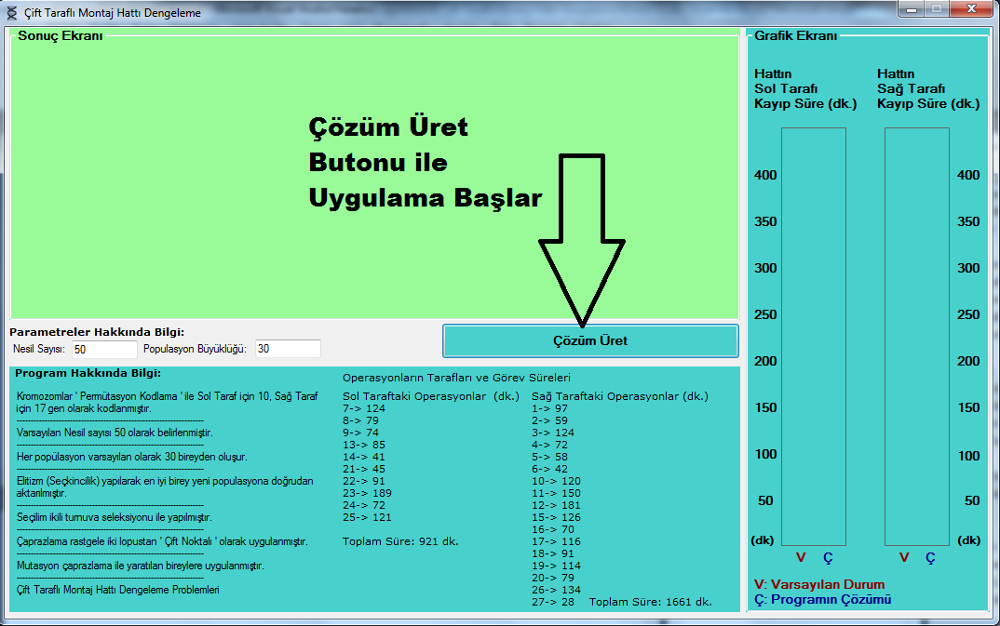 Çift Taraflı Montaj Hattı Dengeleme
Sonuç Ekranı
Çözüm Üret
Butonu ile
Uygulama Başlar
Parametreler Hakkında Bilgi:
Nesil Sayısı: 50 Populasyon Büyüklüğü: 30
Çözüm Üret
Program Hakkında Bilgi:
Kromozomlar ' Permütasyon Kodlama ' ile Sol Taraf için 10, Sağ Taraf
için 17 gen olarak kodlanmıştır.
Varsayılan Nesil sayısı 50 olarak belirlenmiştir.
Her popülasyon varsayılan olarak 30 bireyden oluşur.
Elitizm (Seçkincilik) yapılarak en iyi birey yeni populasyona doğrudan
aktarılmıştır.
Seçilim ikili turnuva seleksiyonu ile yapılmıştır.
Çaprazlama rastgele iki lopustan ' Çift Noktalı ' olarak uygulanmıştır.
Mutasyon çaprazlama ile yaratılan bireylere uygulanmıştır.
Çift Taraflı Montaj Hattı Dengeleme Problemleri
Operasyonların Tarafları ve Görev Süreleri
Sol Taraftaki Operasyonlar (dk.)
7-> 124
8-> 79
9-> 74
13-> 85
14-> 41
21-> 45
22-> 91
23-> 189
24-> 72
25-> 121
Toplam Süre: 921 dk.
Sağ Taraftaki Operasyonlar (dk.)
1-> 97
2-> 59
3-> 124
4-> 72
5-> 58
6-> 42
10-> 120
11-> 150
12-> 181
15-> 126
16-> 70
17-> 116
18-> 91
19-> 114
20-> 79
26-> 134
27-> 28 Toplam Süre: 1661 dk.
Grafik Ekranı
Hattın
Sol Tarafı
Kayıp Süre (dk.)
400
350
300
250
200
150
100
50
(dk)
V Ç
Hattın
Sağ Tarafı
Kayıp Süre (dk.)
400
350
300
250
200
150
100
50
(dk)
V Ç
V: Varsayılan Durum
Ç: Programın Çözümü